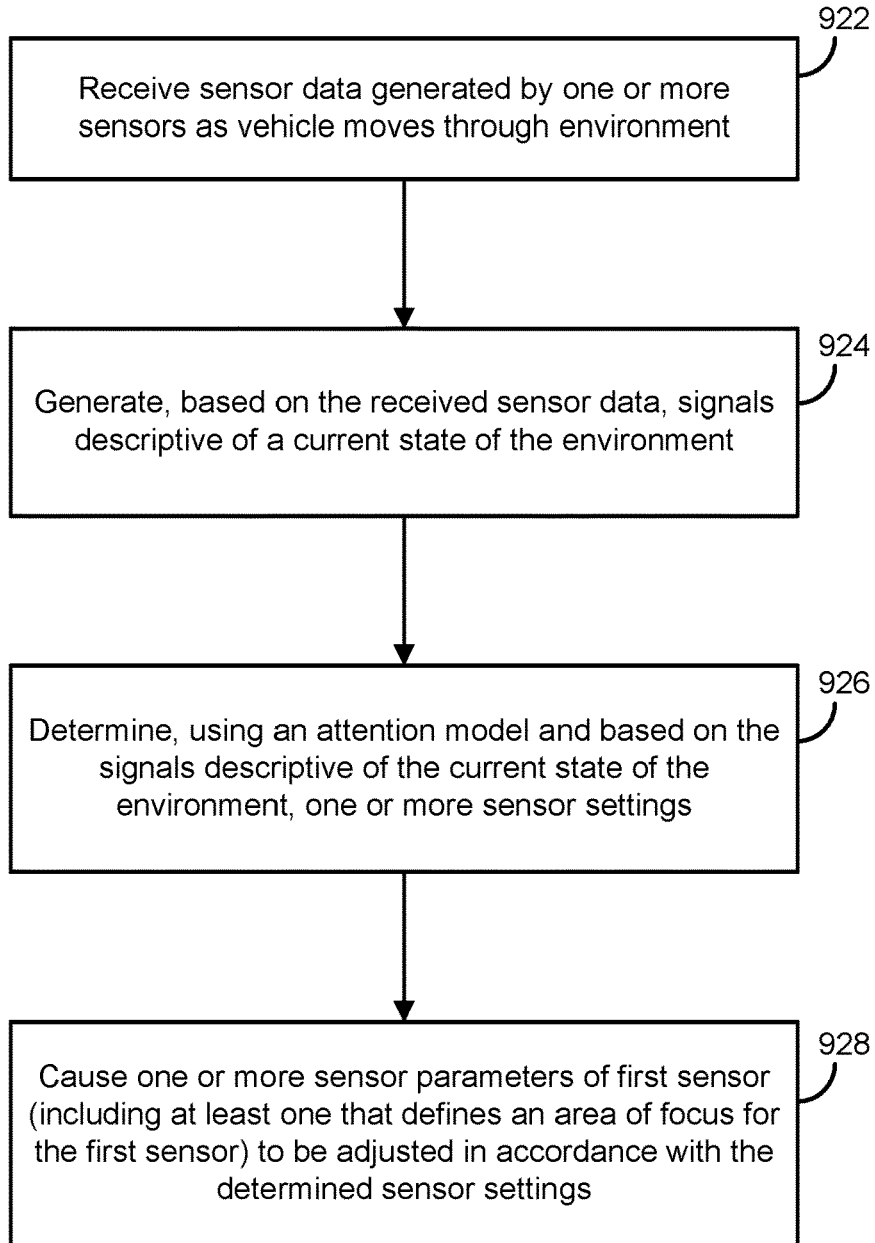 922
Receive sensor data generated by one or more
sensors as vehicle moves through environment
924
Generate, based on the received sensor data, signals
descriptive of a current state of the environment
926
Determine, using an attention model and based on the
signals descriptive of the current state of the
environment, one or more sensor settings
928
Cause one or more sensor parameters of first sensor
(including at least one that defines an area of focus for
the first sensor) to be adjusted in accordance with the
determined sensor settings